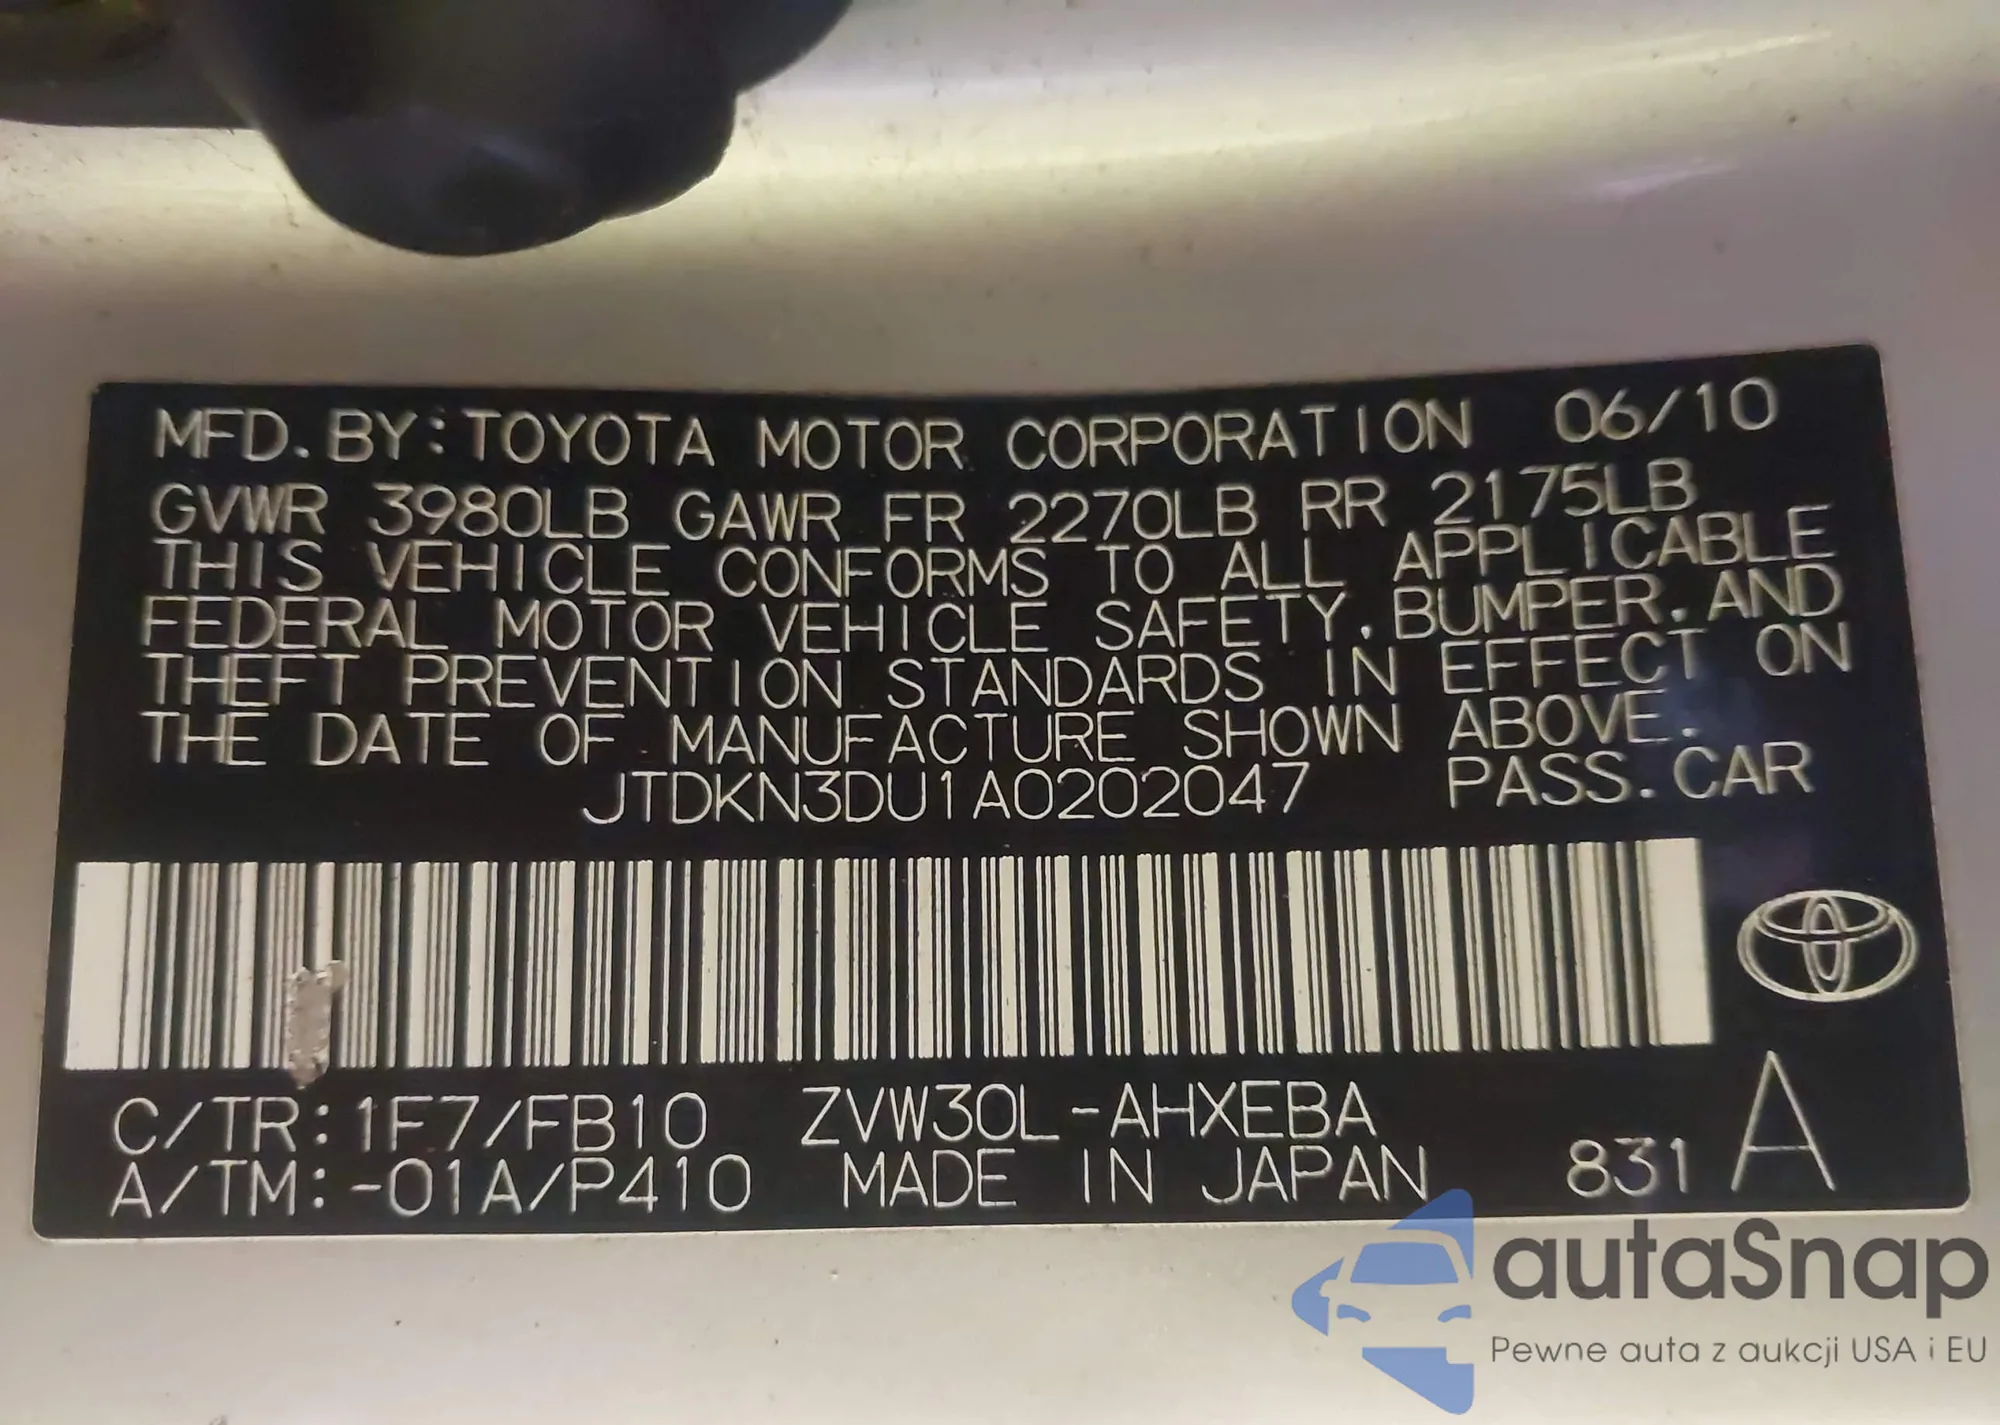 MFD. BY: TOYOTA MOTOR CORPORATION 06/10
GVWR 3980LB GAWR FR 2270LB RR 2175LB
THIS VEHICLE CONFORMS TO ALL APPLICABLE
FEDERAL MOTOR VEHICLE SAFETY, BUMPER, AND
THEFT PREVENTION STANDARDS IN EFFECT ON
THE DATE OF MANUFACTURE SHOWN ABOVE.
JTDKN3DU1A0202047 PASS. CAR
C/TR: 1F7/FB10 ZVW30L-AHXEBA
A/TM: -01A/P410 MADE IN JAPAN 831 A
autaSnap
Pewne auta z aukcji USA i EU